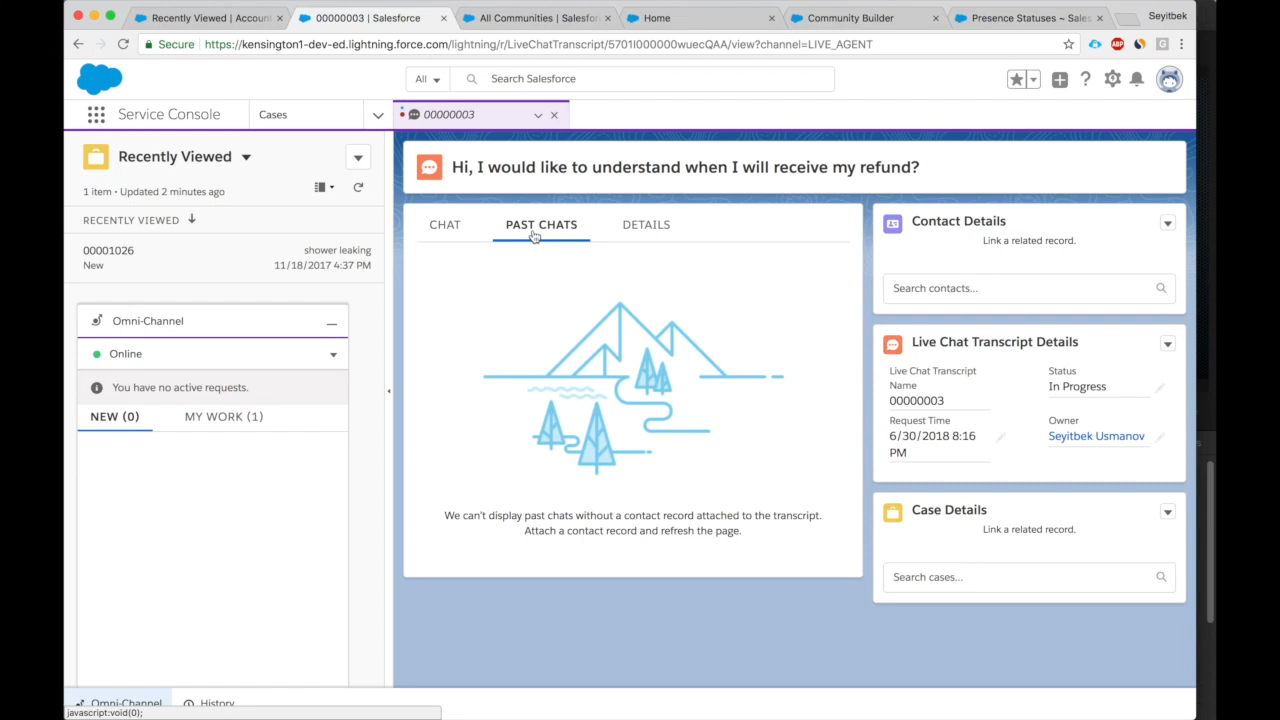 Recently Viewed | Accoun
00000003 | Salesforce
All Communities | Salesfor
Home
Community Builder
Presence Statuses ~ Sales
Seyitbek
Secure
https://kensington1-dev-ed.lightning.force.com/lightning/r/LiveChatTranscript/5701I000000wuecQAA/view?channel=LIVE_AGENT
ABP
G
All
Search Salesforce
Service Console
Cases
00000003
Recently Viewed
1 item • Updated 2 minutes ago
RECENTLY VIEWED
00001026
shower leaking
New
11/18/2017 4:37 PM
Omni-Channel
Online
You have no active requests.
NEW (0)
MY WORK (1)
Hi, I would like to understand when I will receive my refund?
CHAT
PAST CHATS
DETAILS
We can't display past chats without a contact record attached to the transcript.
Attach a contact record and refresh the page.
Contact Details
Link a related record.
Search contacts...
Live Chat Transcript Details
Live Chat Transcript
Name
00000003
Status
In Progress
Request Time
6/30/2018 8:16
PM
Owner
Seyitbek Usmanov
Case Details
Link a related record.
Search cases...
Omni-Channel
History
javascript:void(0);